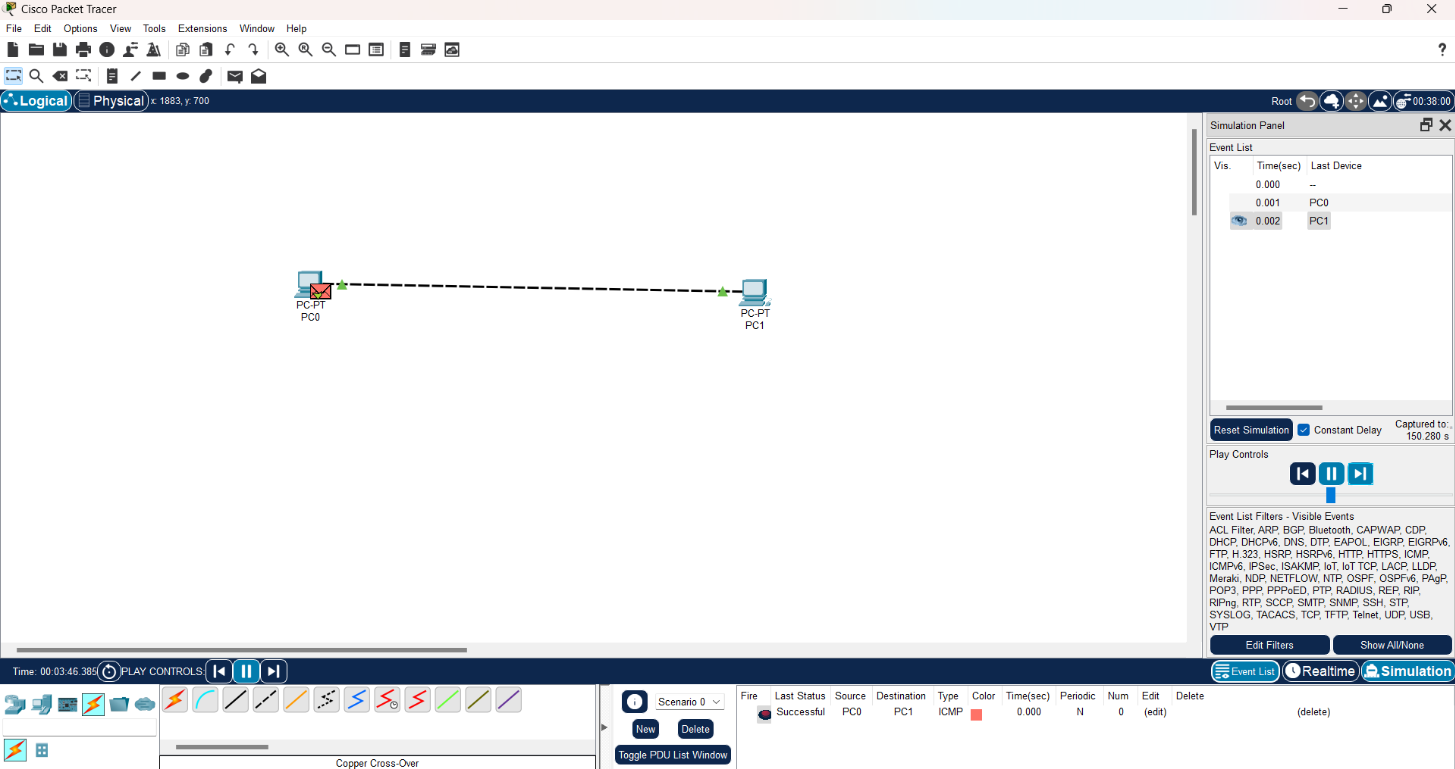 Cisco Packet Tracer
File Edit Options View Tools Extensions Window Help
?
Logical Physical x: 1883, y: 700 Root 00:38:00
Simulation Panel
Event List
Vis. Time(sec) Last Device
0.000 --
0.001 PC0
0.002 PC1
PC-PT
PC0
PC-PT
PC1
Reset Simulation Constant Delay Captured to:
150.280 s
Play Controls
Event List Filters - Visible Events
ACL Filter, ARP, BGP, Bluetooth, CAPWAP, CDP,
DHCP, DHCPv6, DNS, DTP, EAPOL, EIGRP, EIGRPv6,
FTP, H.323, HSRP, HSRPv6, HTTP, HTTPS, ICMP,
ICMPv6, IPSec, ISAKMP, IoT, IoT TCP, LACP, LLDP,
Meraki, NDP, NETFLOW, NTP, OSPF, OSPFv6, PAgP,
POP3, PPP, PPPoED, PTP, RADIUS, REP, RIP,
RIPng, RTP, SCCP, SMTP, SNMP, SSH, STP,
SYSLOG, TACACS, TCP, TFTP, Telnet, UDP, USB,
VTP
Edit Filters Show All/None
Time: 00:03:46.385 PLAY CONTROLS: Event List Realtime Simulation
Scenario 0
New Delete
Toggle PDU List Window
Fire Last Status Source Destination Type Color Time(sec) Periodic Num Edit Delete
Successful PC0 PC1 ICMP 0.000 N 0 (edit) (delete)
Copper Cross-Over